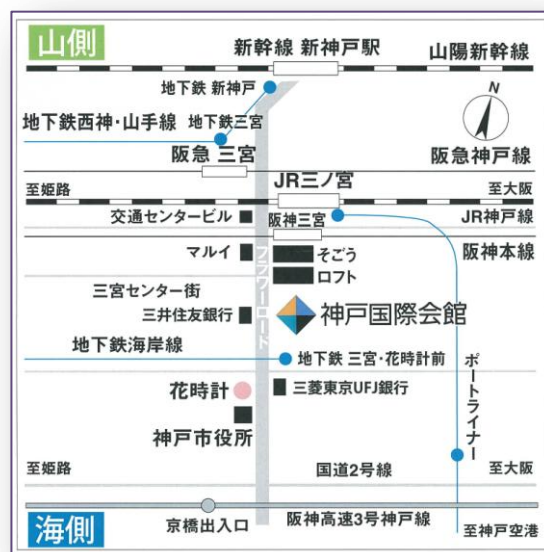 山側
新幹線 新神戸駅
山陽新幹線
地下鉄 新神戸
N
地下鉄西神・山手線
地下鉄三宮
阪急 三宮
阪急神戸線
JR三ノ宮
至姫路
至大阪
交通センタービル
阪神三宮
JR神戸線
マルイ
フラワーロード
そごう
阪神本線
ロフト
三宮センター街
三井住友銀行
神戸国際会館
地下鉄海岸線
地下鉄 三宮・花時計前
ポートライナー
花時計
三菱東京UFJ銀行
神戸市役所
至姫路
国道2号線
至大阪
海側
京橋出入口
阪神高速3号神戸線
至神戸空港